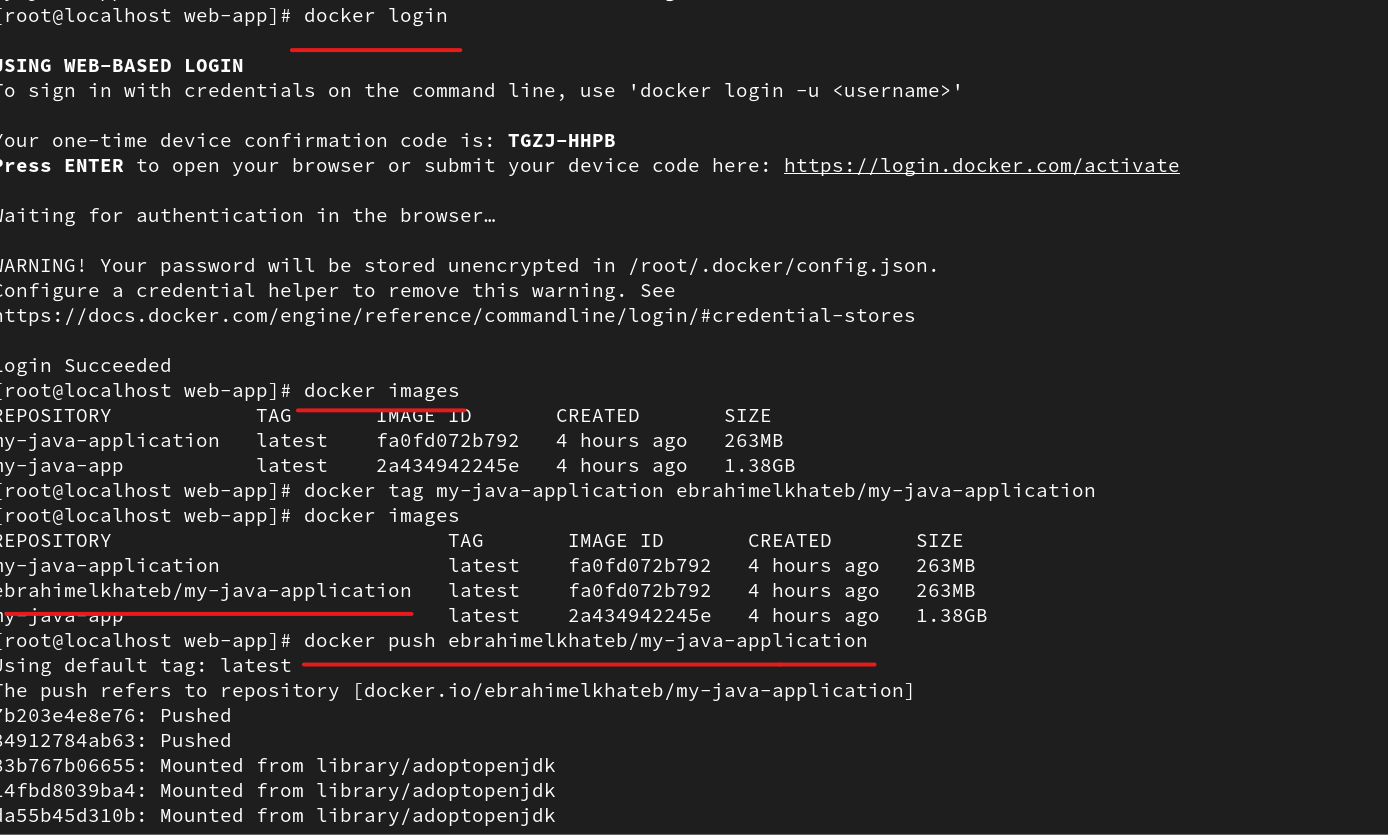 [root@localhost web-app]# docker login
USING WEB-BASED LOGIN
To sign in with credentials on the command line, use 'docker login -u <username>'
Your one-time device confirmation code is: TGZJ-HHPB
Press ENTER to open your browser or submit your device code here: https://login.docker.com/activate
Waiting for authentication in the browser…
WARNING! Your password will be stored unencrypted in /root/.docker/config.json.
Configure a credential helper to remove this warning. See
https://docs.docker.com/engine/reference/commandline/login/#credential-stores
Login Succeeded
[root@localhost web-app]# docker images
REPOSITORY TAG IMAGE ID CREATED SIZE
my-java-application latest fa0fd072b792 4 hours ago 263MB
my-java-app latest 2a434942245e 4 hours ago 1.38GB
[root@localhost web-app]# docker tag my-java-application ebrahimelkhateb/my-java-application
[root@localhost web-app]# docker images
REPOSITORY TAG IMAGE ID CREATED SIZE
my-java-application latest fa0fd072b792 4 hours ago 263MB
ebrahimelkhateb/my-java-application latest fa0fd072b792 4 hours ago 263MB
my-java-app latest 2a434942245e 4 hours ago 1.38GB
[root@localhost web-app]# docker push ebrahimelkhateb/my-java-application
Using default tag: latest
The push refers to repository [docker.io/ebrahimelkhateb/my-java-application]
7b203e4e8e76: Pushed
34912784ab63: Pushed
33b767b06655: Mounted from library/adoptopenjdk
14fbd8039ba4: Mounted from library/adoptopenjdk
da55b45d310b: Mounted from library/adoptopenjdk